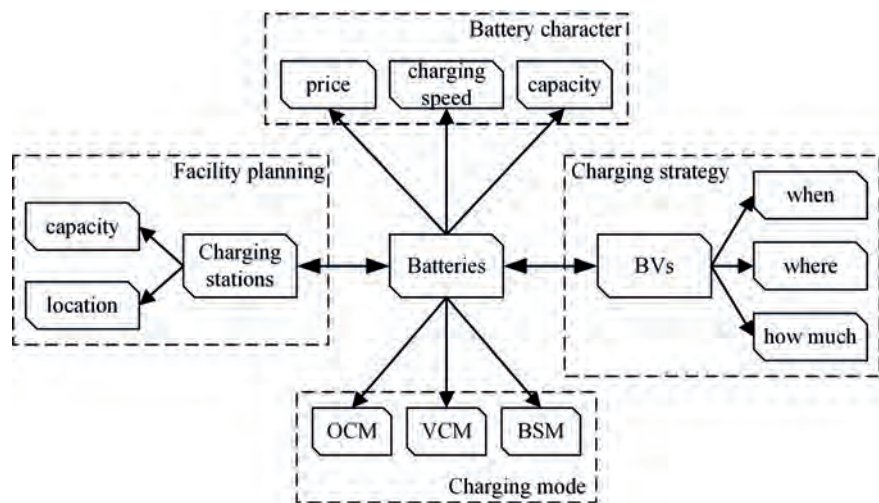 Battery character
price
charging
speed
capacity
Facility planning
capacity
location
Charging
stations
Batteries
Charging strategy
BVs
when
where
how much
OCM
VCM
BSM
Charging mode